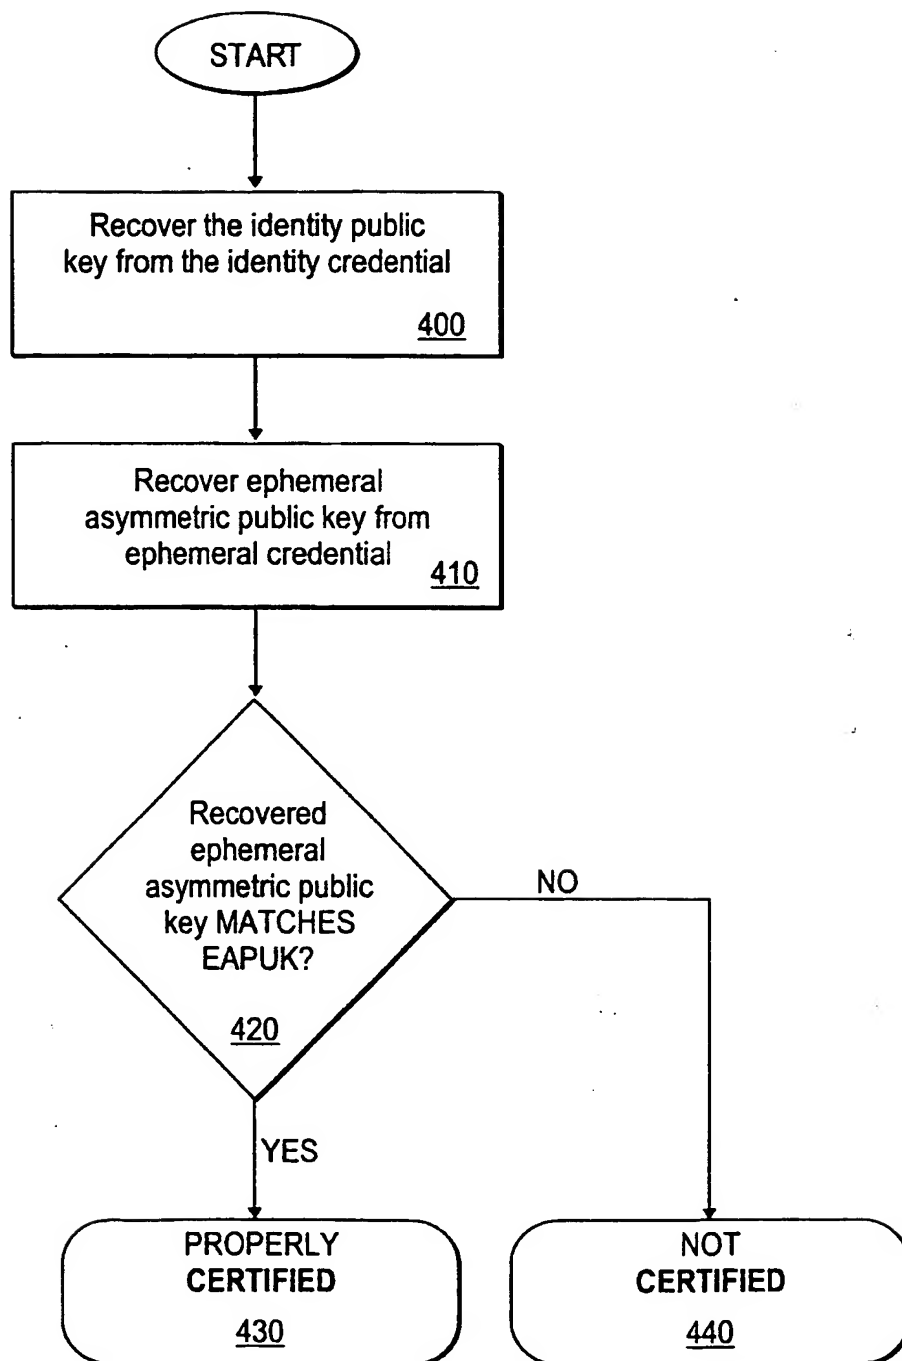 START
Recover the identity public
key from the identity credential
400
Recover ephemeral
asymmetric public key from
ephemeral credential
410
Recovered
ephemeral
asymmetric public
key MATCHES
EAPUK?
420
NO
YES
PROPERLY
CERTIFIED
430
NOT
CERTIFIED
440